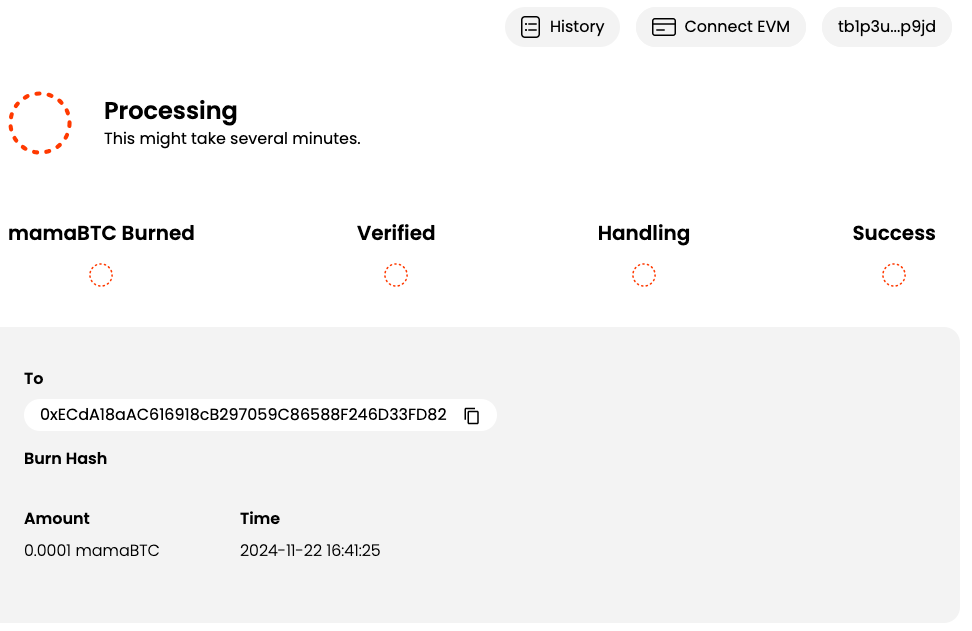 History
Connect EVM
tb1p3u...p9jd
Processing
This might take several minutes.
mamaBTC Burned
Verified
Handling
Success
To
0xECdA18aAC616918cB297059C86588F246D33FD82
Burn Hash
Amount
Time
0.0001 mamaBTC
2024-11-22 16:41:25